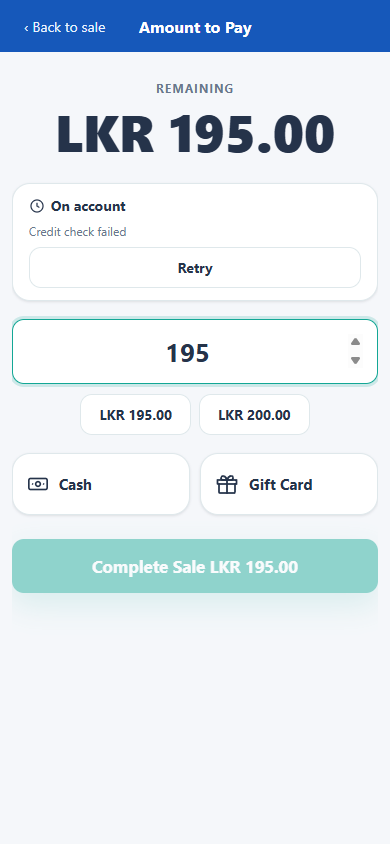 ‹ Back to sale
Amount to Pay
REMAINING
LKR 195.00
On account
Credit check failed
Retry
195
LKR 195.00
LKR 200.00
Cash
Gift Card
Complete Sale LKR 195.00